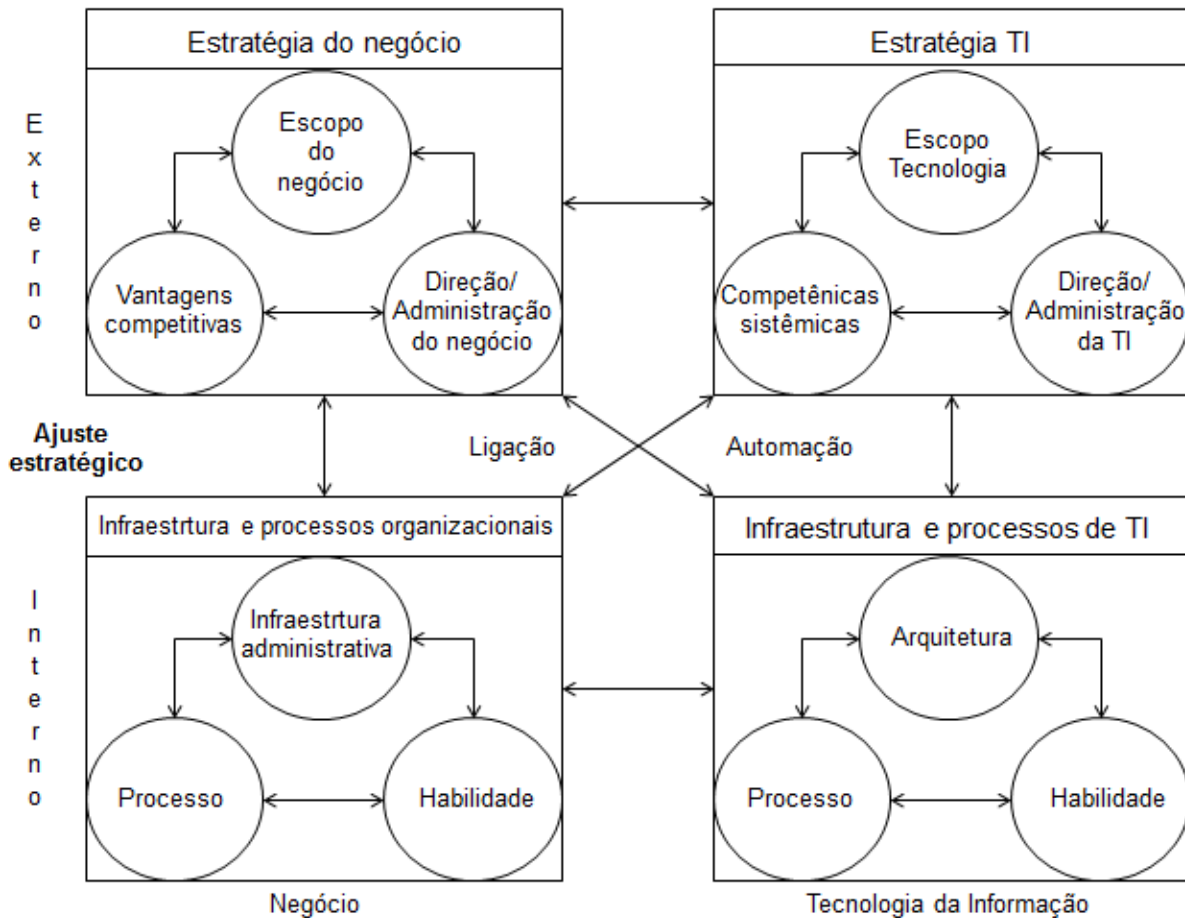 Estratégia do negócio
Estratégia TI
Externo
Escopo
do
negócio
Vantagens
competitivas
Direção/
Administração
do negócio
Escopo
Tecnologia
Competênicas
sistêmicas
Direção/
Administração
da TI
Ajuste
estratégico
Ligação
Automação
Infraestrtura e processos organizacionais
Infraestrutura e processos de TI
Interno
Infraestrtura
administrativa
Processo
Habilidade
Arquitetura
Processo
Habilidade
Negócio
Tecnologia da Informação